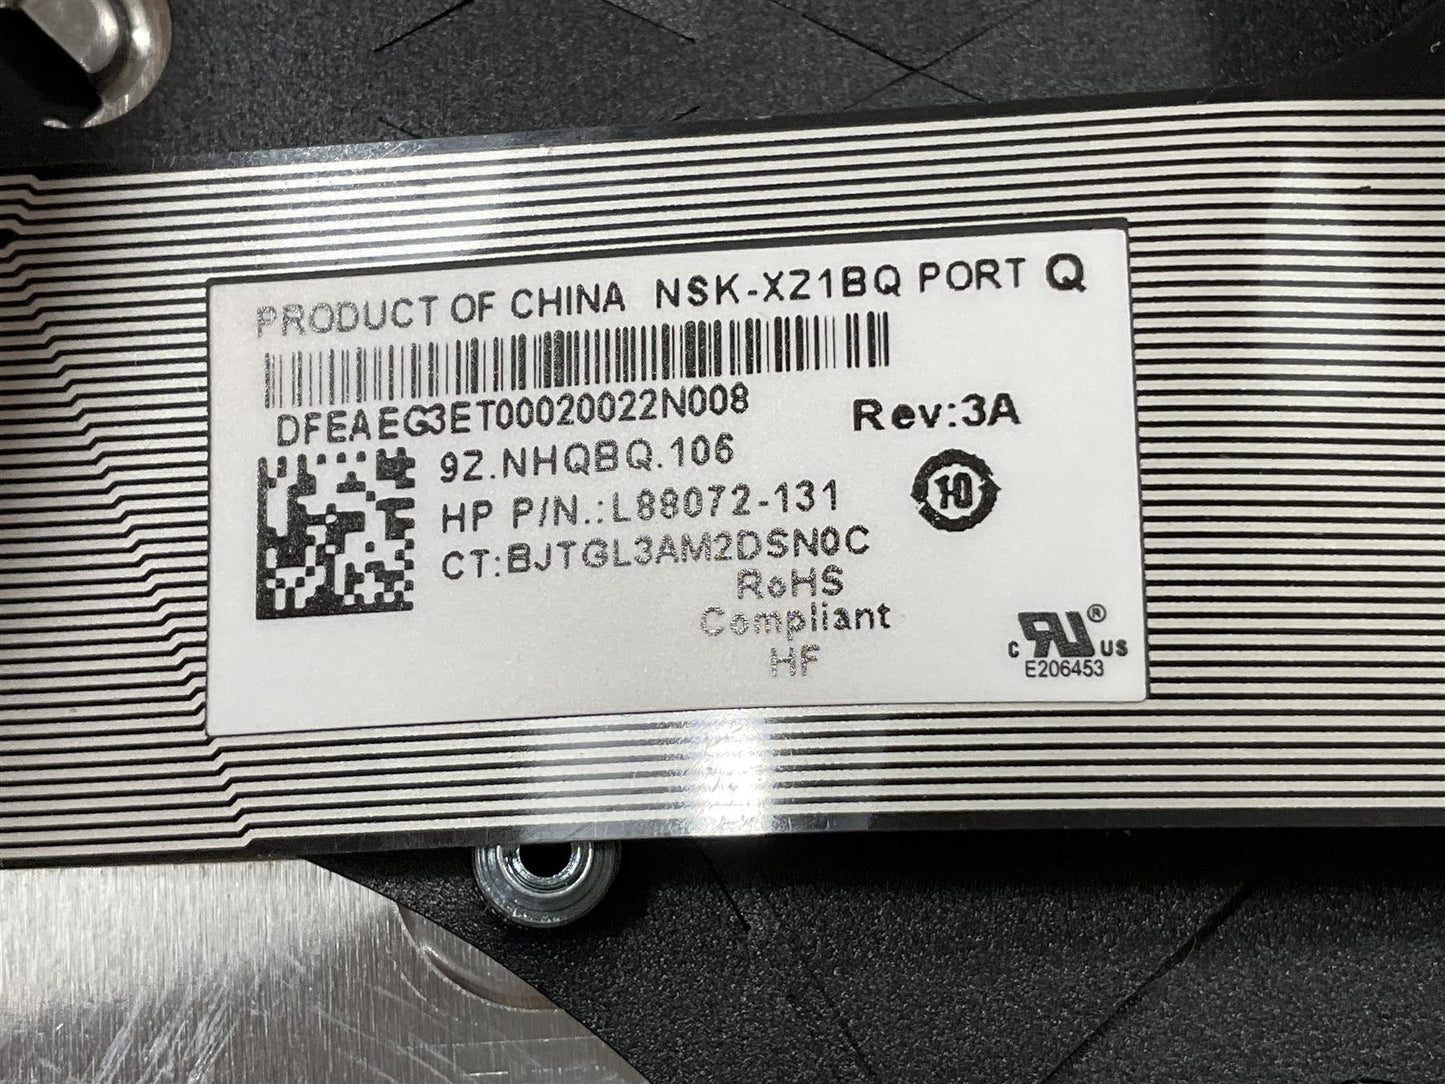 PRODUCT OF CHINA NSK-XZ1BQ PORT Q
DFEAEG3ET00020022N008
Rev:3A
9Z.NHQBQ.106
HP P/N.:L88072-131
CT:BJTGL3AM2DSN0C
RoHS
Compliant
HF
c RU ® US
E206453